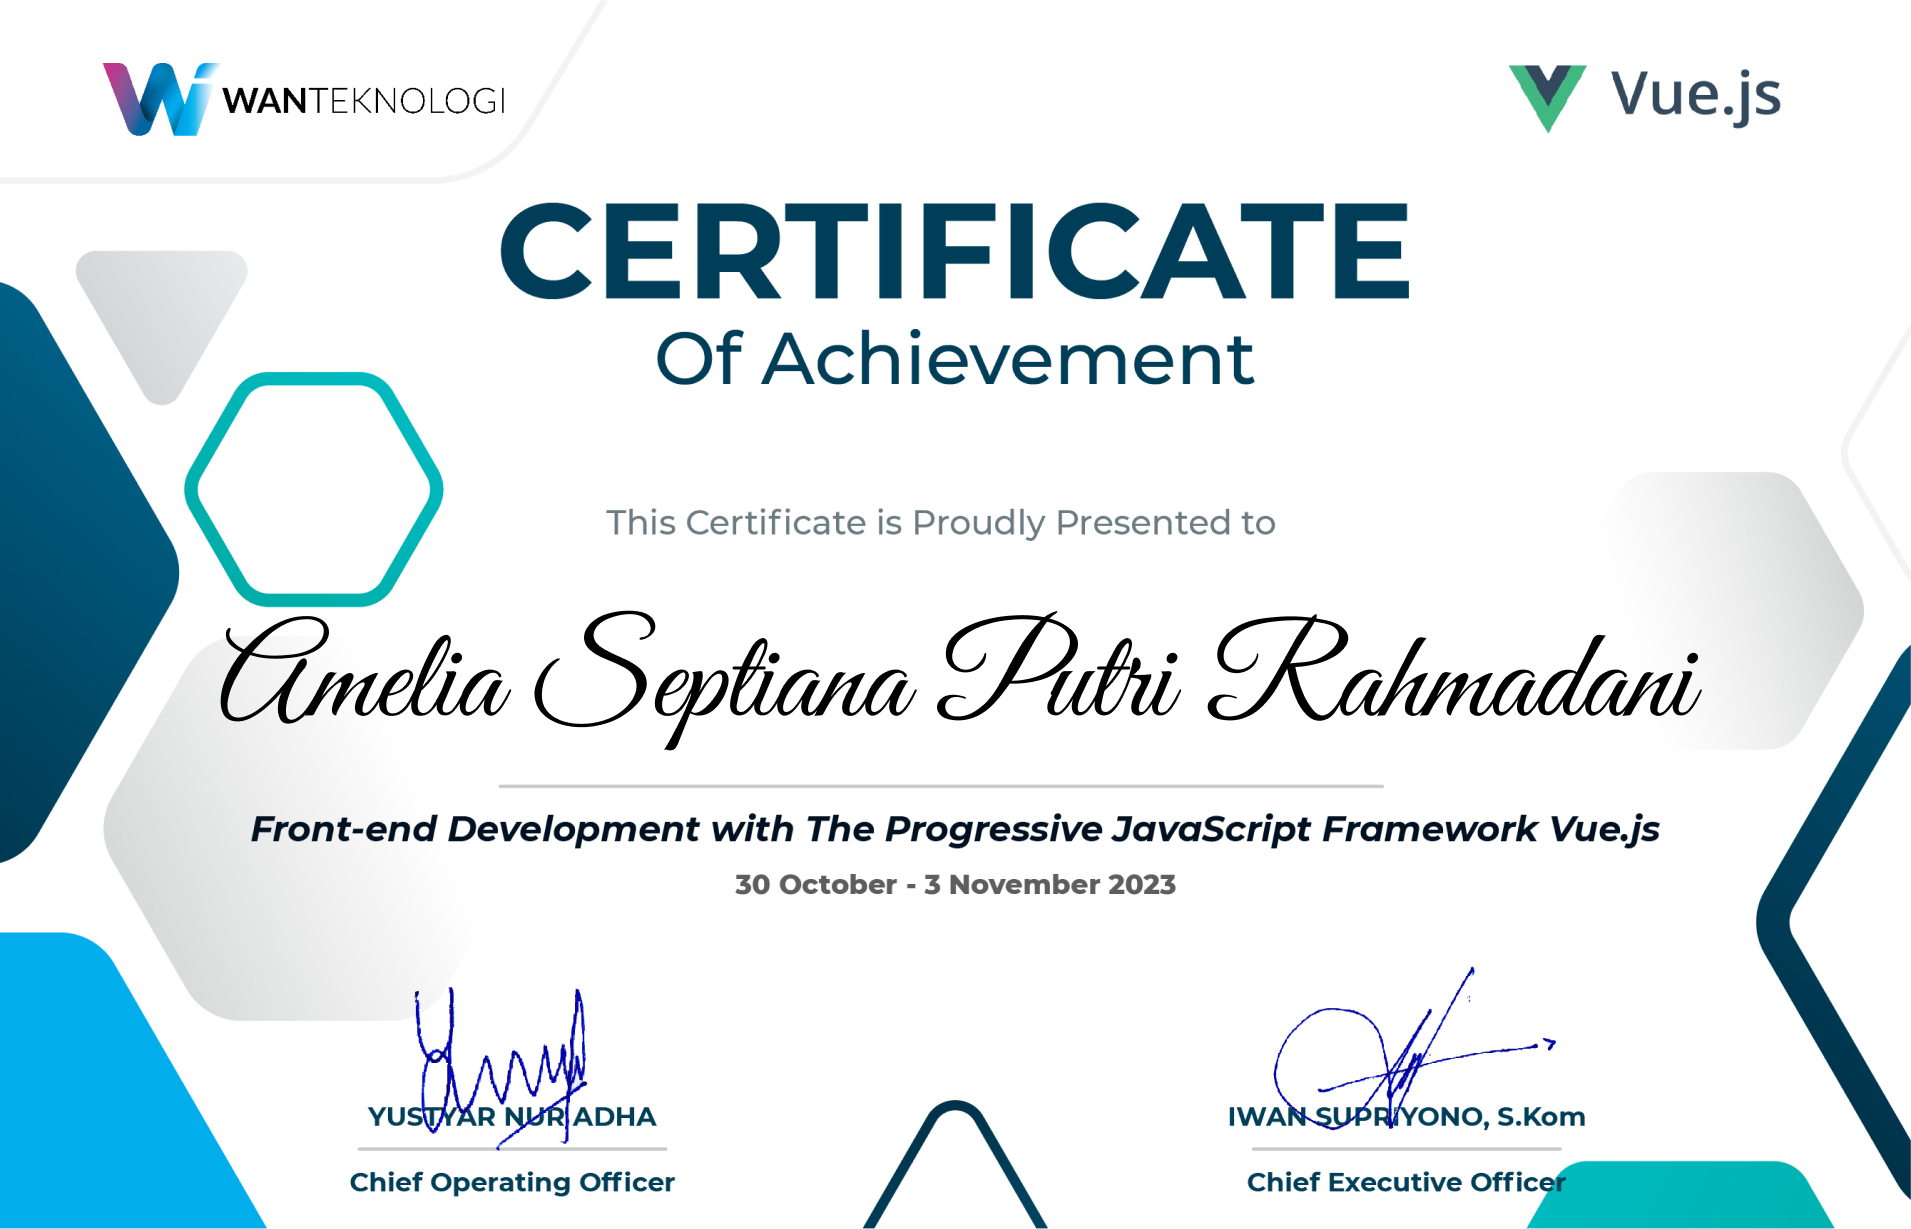 WANTEKNOLOGI
Vue.js
CERTIFICATE
Of Achievement
This Certificate is Proudly Presented to
Amelia Septiana Putri Rahmadani
Front-end Development with The Progressive JavaScript Framework Vue.js
30 October - 3 November 2023
YUSTYAR NUR ADHA
Chief Operating Officer
IWAN SUPRIYONO, S.Kom
Chief Executive Officer